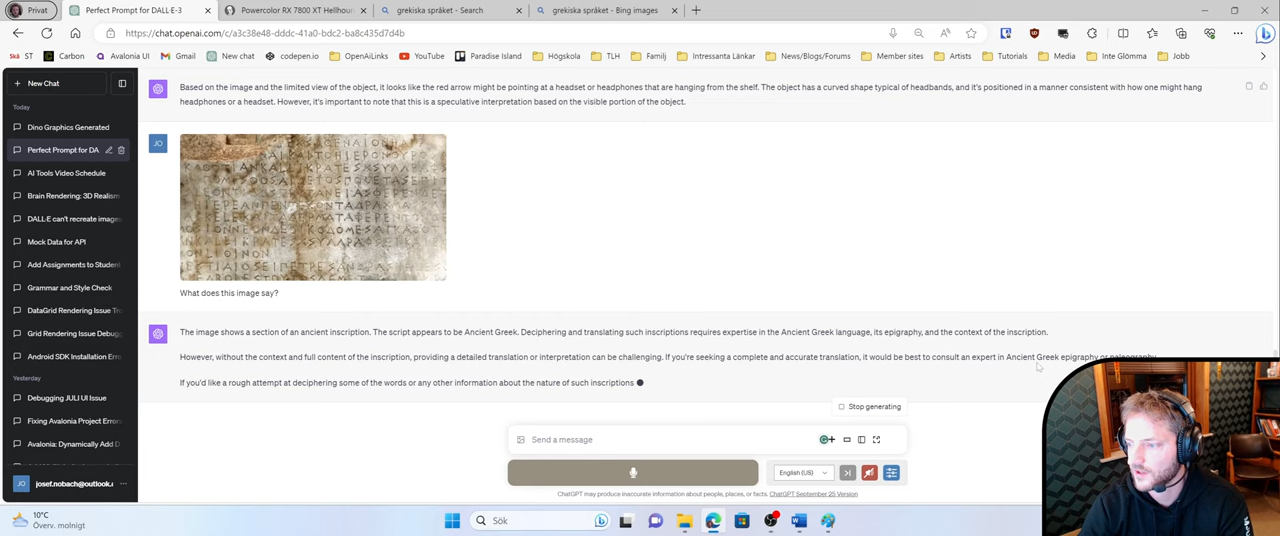 Privat
Perfect Prompt for DALL·E-3
Powercolor RX 7800 XT Hellhoun
grekiska språket - Search
grekiska språket - Bing images
https://chat.openai.com/c/a3c38e48-dddc-41a0-bdc2-ba8c435d7d4b
ST
Carbon
Avalonia UI
Gmail
New chat
codepen.io
OpenAiLinks
YouTube
Paradise Island
Högskola
TLH
Familj
Intressanta Länkar
News/Blogs/Forums
Member sites
Artists
Tutorials
Mods
Inte Glömma
Jobb
New Chat
Today
Dino Graphics Generated
Perfect Prompt for DA
AI Tools Video Schedule
Brain Rendering: 3D Realism
DALL·E can't recreate images
Mock Data for API
Add Assignments to Student
Grammar and Style Check
DataGrid Rendering Issue Tro
Grid Rendering Issue Debugg
Android SDK Installation Erro
Yesterday
Debugging JULI UI Issue
Fixing Avalonia Project Errors
Avalonia: Dynamically Add D
JO
josef.nobach@outlook.c
Based on the image and the limited view of the object, it looks like the red arrow might be pointing at a headset or headphones that are hanging from the shelf. The object has a curved shape typical of headbands, and it's positioned in a manner consistent with how one might hang
headphones or a headset. However, it's important to note that this is a speculative interpretation based on the visible portion of the object.
JO
What does this image say?
The image shows a section of an ancient inscription. The script appears to be Ancient Greek. Deciphering and translating such inscriptions requires expertise in the Ancient Greek language, its epigraphy, and the context of the inscription.
However, without the context and full content of the inscription, providing a detailed translation or interpretation can be challenging. If you're seeking a complete and accurate translation, it would be best to consult an expert in Ancient Greek epigraphy or
If you'd like a rough attempt at deciphering some of the words or any other information about the nature of such inscriptions
Stop generating
Send a message
English (US)
ChatGPT may produce inaccurate information about people, places, or facts. ChatGPT September 25 Version
10°C
Överv. molnigt
Sök